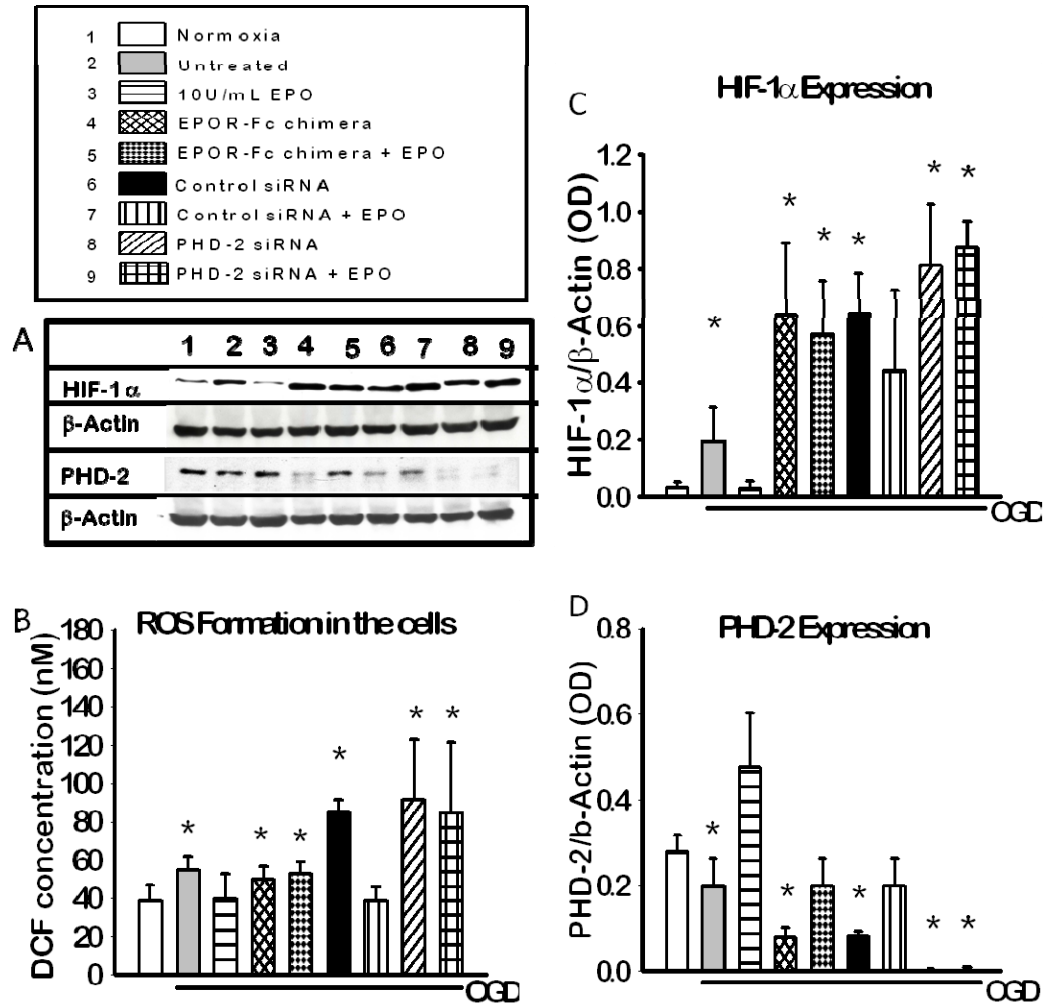 1 Normoxia
2 Untreated
3 10U/mL EPO
4 EPOR-Fc chimera
5 EPOR-Fc chimera + EPO
6 Control siRNA
7 Control siRNA + EPO
8 PHD-2 siRNA
9 PHD-2 siRNA + EPO
A
1 2 3 4 5 6 7 8 9
HIF-1α
β-Actin
PHD-2
β-Actin
B
ROS Formation in the cells
DCF concentration (nM)
180
160
140
120
100
80
60
40
20
0
* * * * * *
OGD
C
HIF-1α Expression
HIF-1α/β-Actin (OD)
1.2
1.0
0.8
0.6
0.4
0.2
0.0
* * * * * *
OGD
D
PHD-2 Expression
PHD-2/b-Actin (OD)
0.8
0.6
0.4
0.2
0.0
* * * * *
OGD